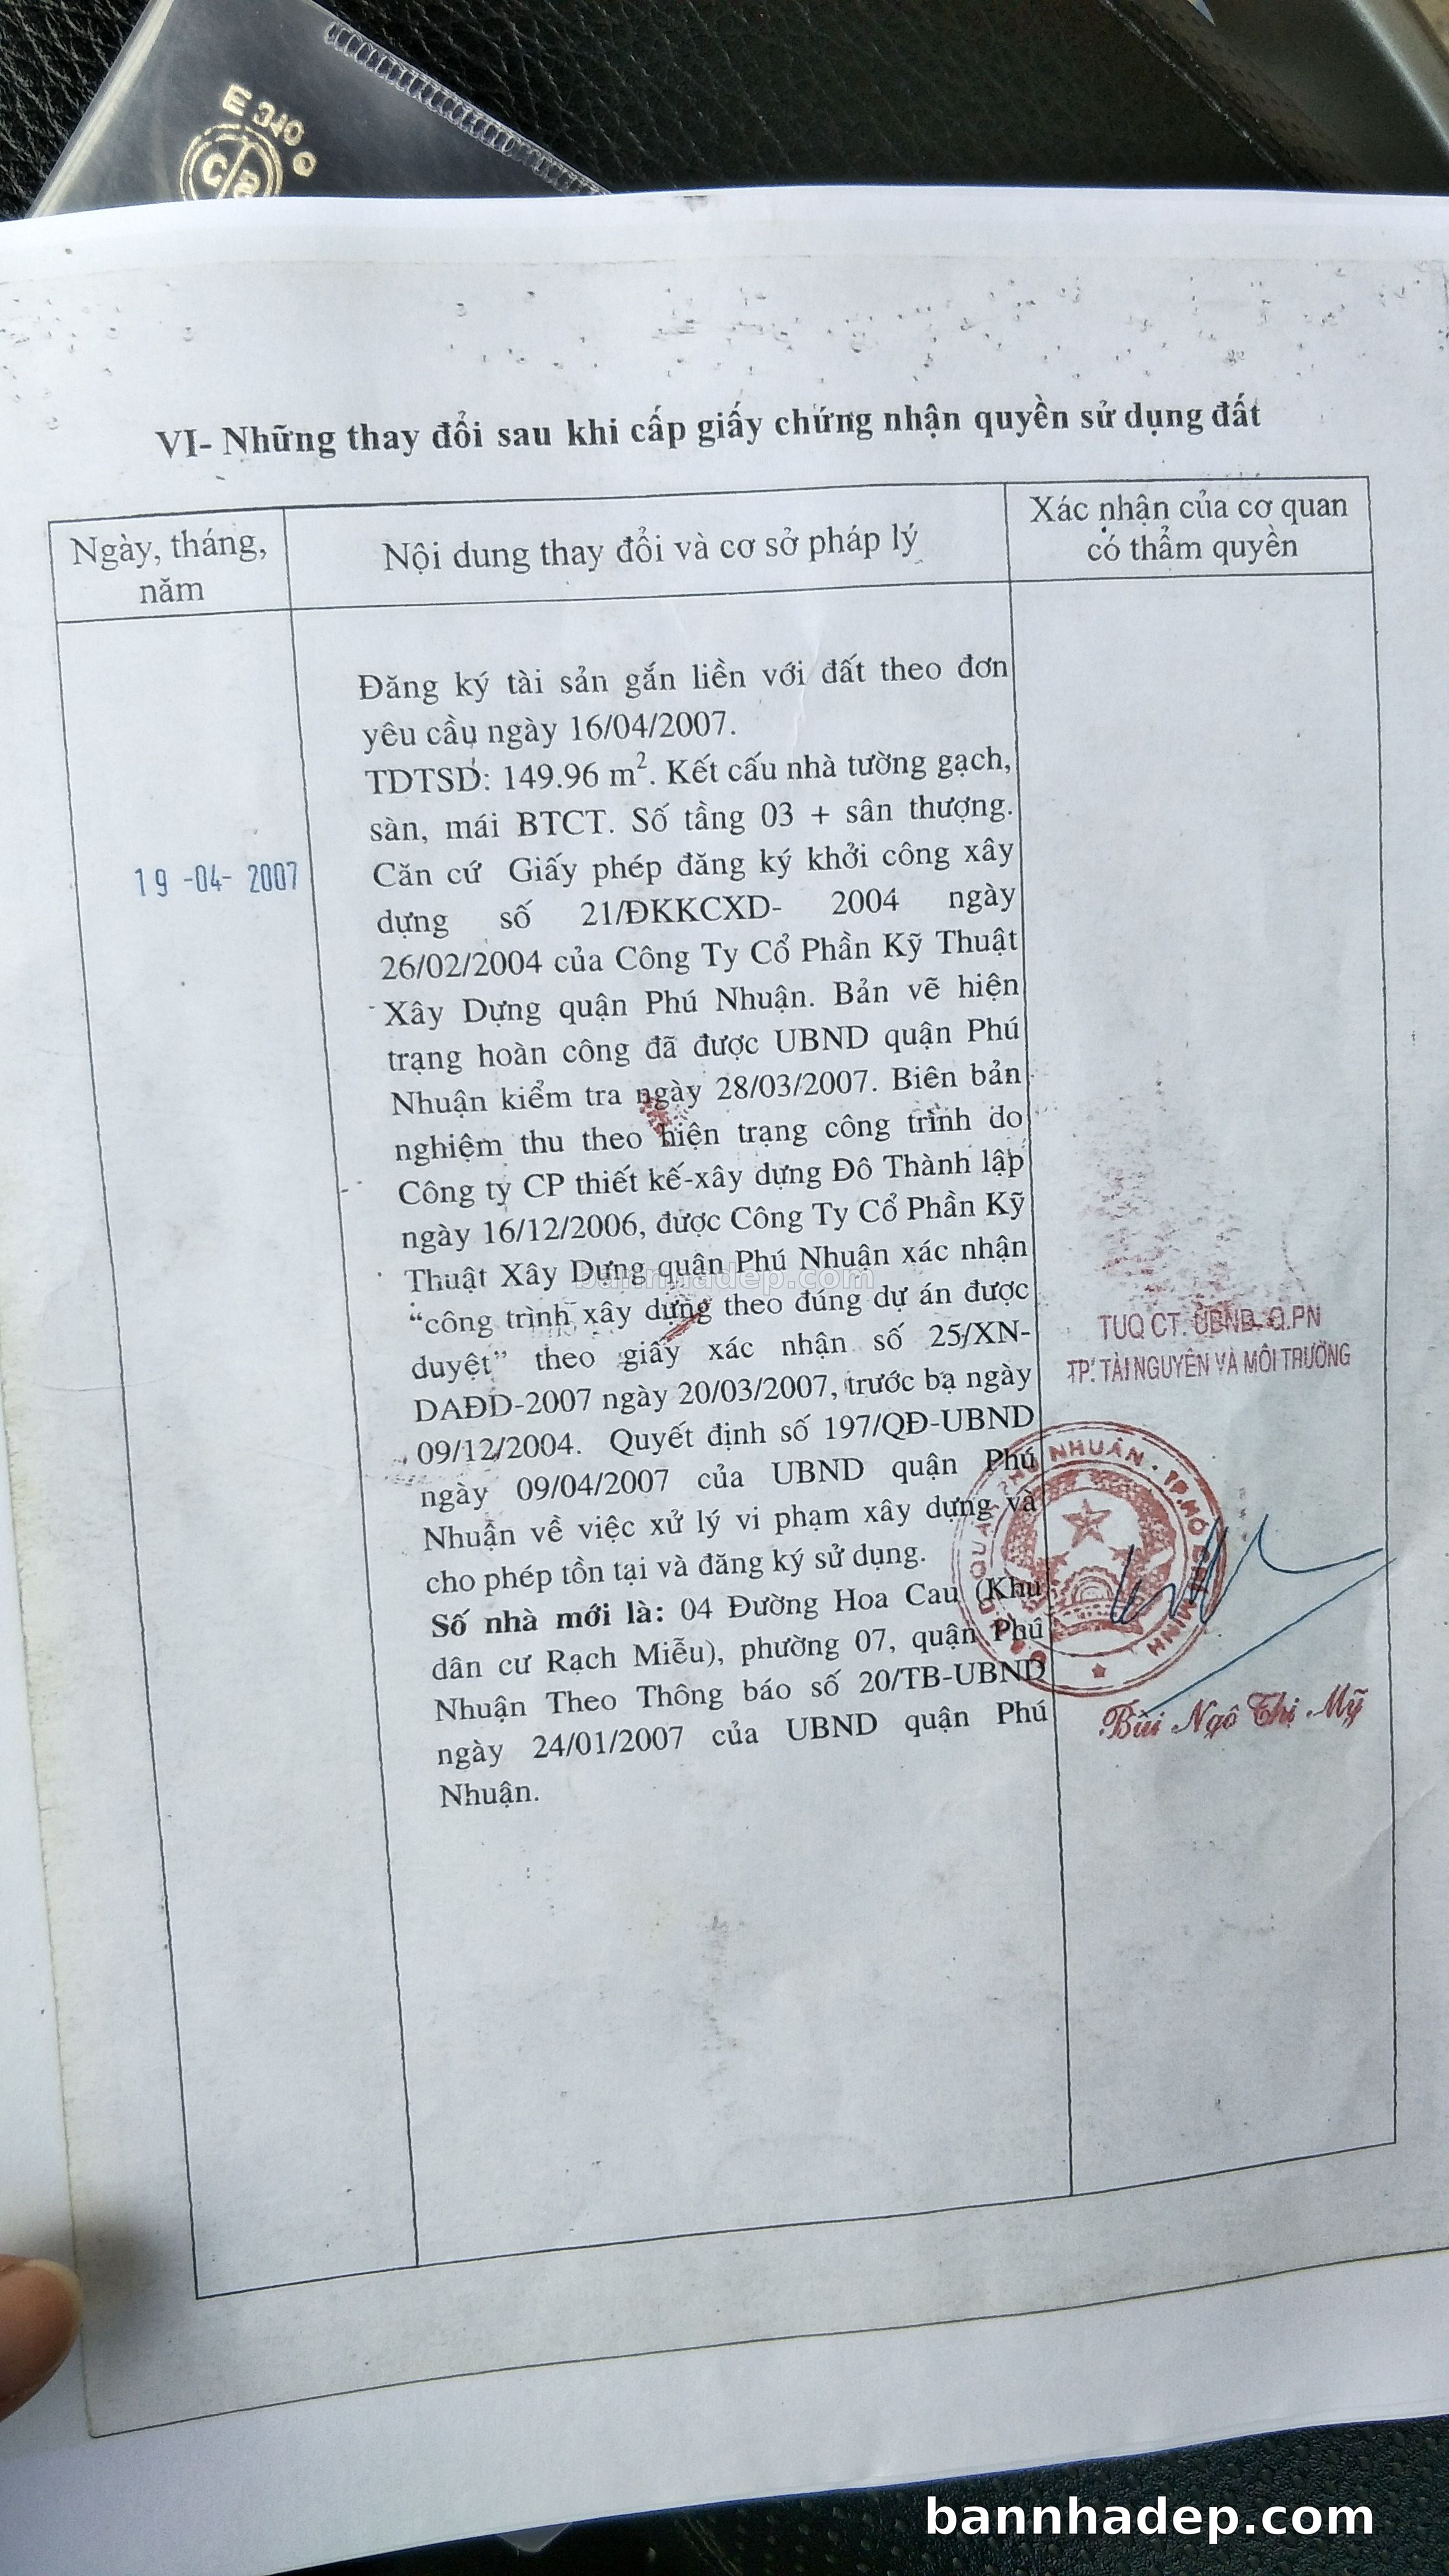 E 340
C/a
VI- Những thay đổi sau khi cấp giấy chứng nhận quyền sử dụng đất
Ngày, tháng,
năm
Nội dung thay đổi và cơ sở pháp lý
Xác nhận của cơ quan
có thẩm quyền
19 -04- 2007
Đăng ký tài sản gắn liền với đất theo đơn
yêu cầu ngày 16/04/2007.
TDTSD: 149.96 m². Kết cấu nhà tường gạch,
sàn, mái BTCT. Số tầng 03 + sân thượng.
Căn cứ Giấy phép đăng ký khởi công xây
dựng số 21/ĐKKCXD- 2004 ngày
26/02/2004 của Công Ty Cổ Phần Kỹ Thuật
Xây Dựng quận Phú Nhuận. Bản vẽ hiện
trạng hoàn công đã được UBND quận Phú
Nhuận kiểm tra ngày 28/03/2007. Biên bản
nghiệm thu theo hiện trạng công trình do
Công ty CP thiết kế-xây dựng Đô Thành lập
ngày 16/12/2006, được Công Ty Cổ Phần Kỹ
Thuật Xây Dựng quận Phú Nhuận xác nhận
bannhadep.com
“công trình xây dựng theo đúng dự án được
duyệt” theo giấy xác nhận số 25/XN-
DAĐD-2007 ngày 20/03/2007, trước bạ ngày
09/12/2004. Quyết định số 197/QĐ-UBND
ngày 09/04/2007 của UBND quận Phú
Nhuận về việc xử lý vi phạm xây dựng và
cho phép tồn tại và đăng ký sử dụng.
Số nhà mới là: 04 Đường Hoa Cau (Khu
dân cư Rạch Miễu), phường 07, quận Phú
Nhuận Theo Thông báo số 20/TB-UBND
ngày 24/01/2007 của UBND quận Phú
Nhuận.
TUQ CT. UBND. Q.PN
TP. TÀI NGUYÊN VÀ MÔI TRƯỜNG
QUẬN PHÚ NHUẬN . TP. HỒ CHÍ MINH
Bùi Ngô Thị Mỹ
bannhadep.com